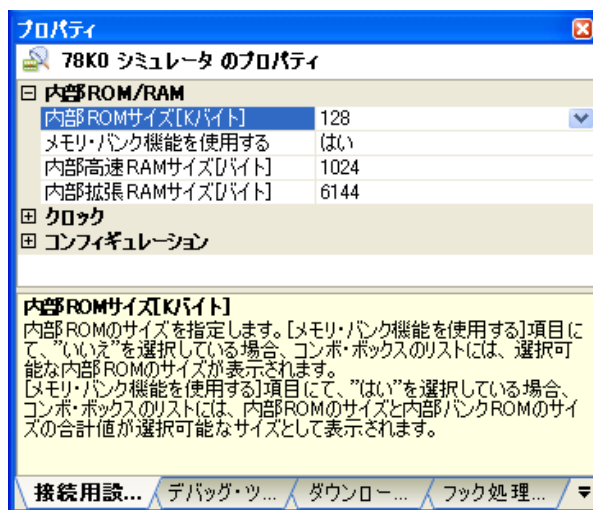 プロパティ
78K0 シミュレータ のプロパティ
内部ROM/RAM
内部ROMサイズ[Kバイト] 128
メモリ・バンク機能を使用する はい
内部高速RAMサイズ[バイト] 1024
内部拡張RAMサイズ[バイト] 6144
クロック
コンフィギュレーション
内部ROMサイズ[Kバイト]
内部ROMのサイズを指定します。[メモリ・バンク機能を使用する]項目に
て、"いいえ"を選択している場合、コンボ・ボックスのリストには、選択可
能な内部ROMのサイズが表示されます。
[メモリ・バンク機能を使用する]項目にて、"はい"を選択している場合、
コンボ・ボックスのリストには、内部ROMのサイズと内部バンクROMのサイ
ズの合計値が選択可能なサイズとして表示されます。
接続用設... デバッグ・ツ... ダウンロー... フック処理...